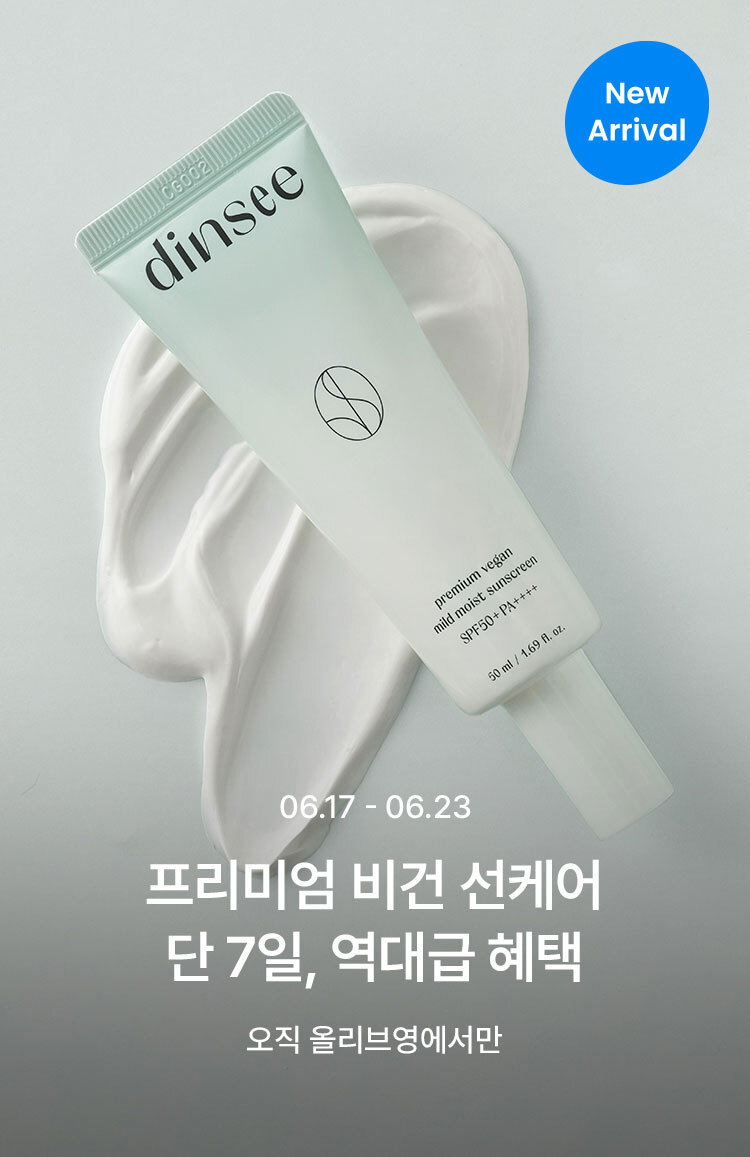 New
Arrival
CG002
dinsee
premium vegan
mild moist sunscreen
SPF50+PA++++
50 ml / 1.69 fl. oz.
06.17 - 06.23
프리미엄 비건 선케어
단 7일, 역대급 혜택
오직 올리브영에서만